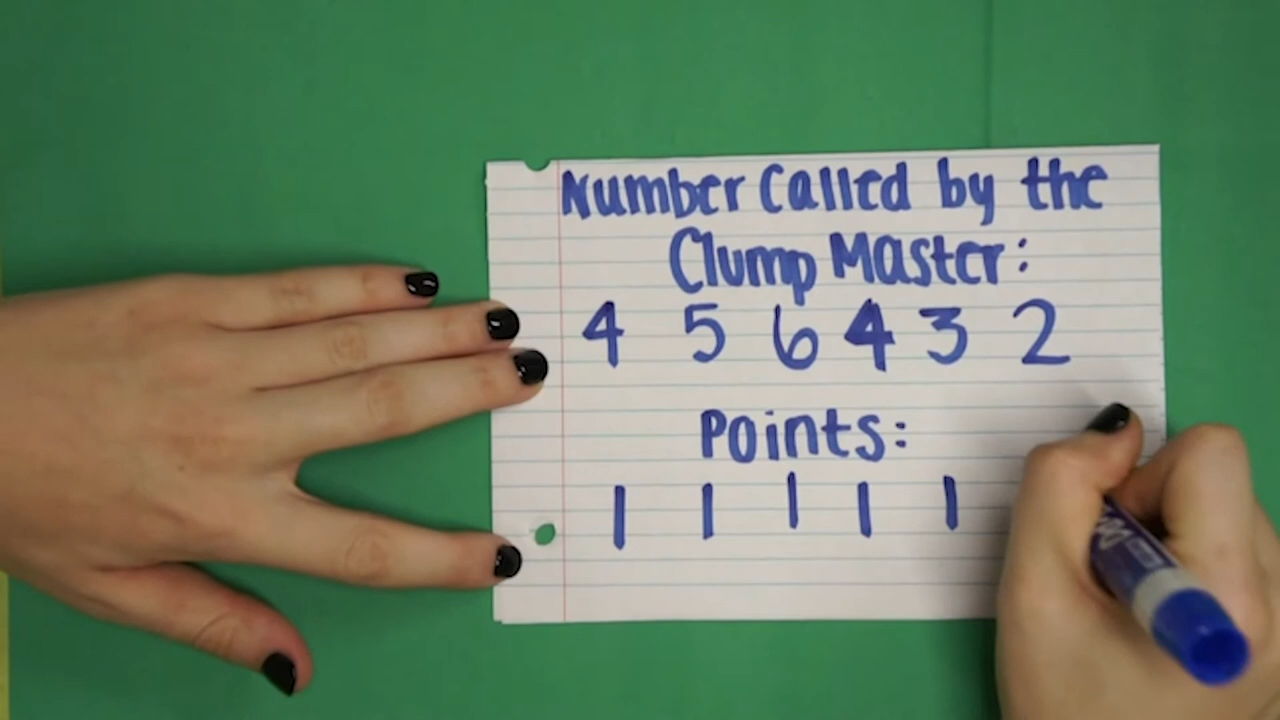 Number Called by the
Clump Master:
4 5 6 4 3 2
Points:
1 1 1 1 1